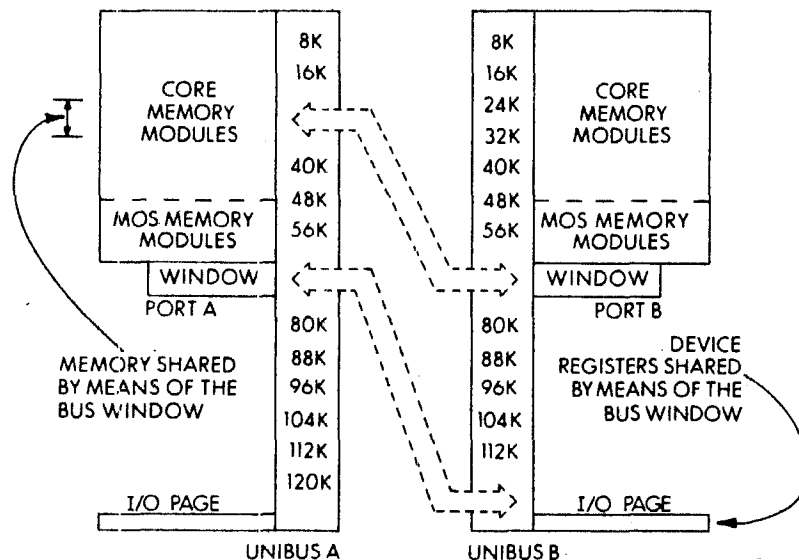 8K
16K
40K
48K
56K
80K
88K
96K
104K
112K
120K
CORE
MEMORY
MODULES
MOS MEMORY
MODULES
WINDOW
PORT A
MEMORY SHARED
BY MEANS OF THE
BUS WINDOW
I/O PAGE
UNIBUS A
8K
16K
24K
32K
40K
48K
56K
80K
88K
96K
104K
112K
CORE
MEMORY
MODULES
MOS MEMORY
MODULES
WINDOW
PORT B
DEVICE
REGISTERS SHARED
BY MEANS OF THE
BUS WINDOW
I/O PAGE
UNIBUS B